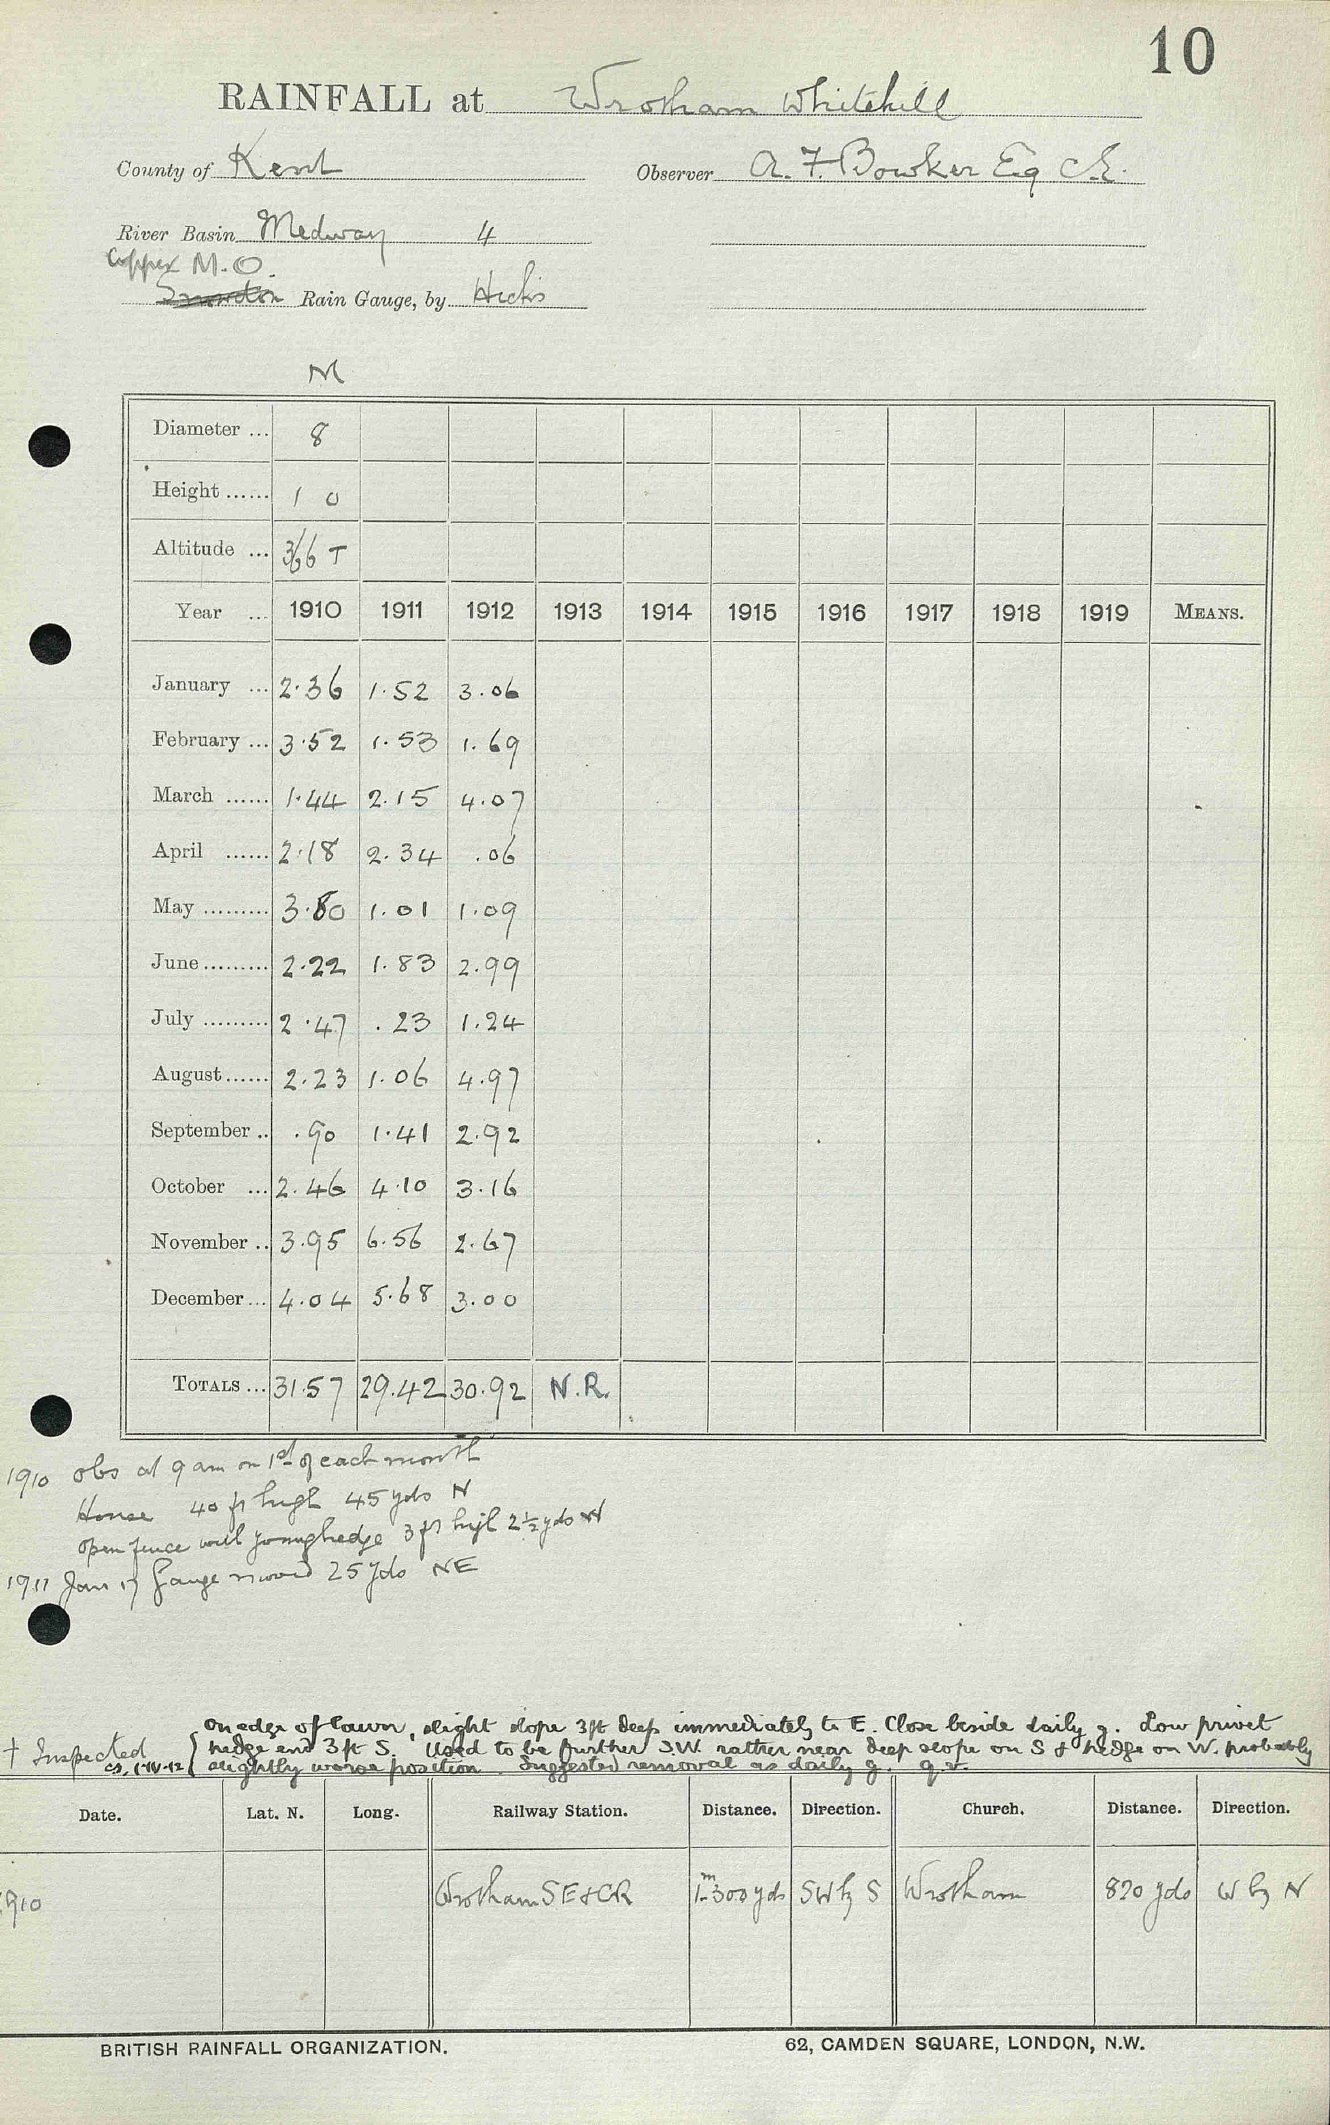 10
RAINFALL at Wrotham Whitehill
County of Kent Observer A. F. Bowker Esq C.E.
River Basin Medway 4
Copper M.O.
Snowdon Rain Gauge, by Hicks
M
Diameter ... 8
Height ...... 1 0
Altitude ... 366 T
Year ... 1910 1911 1912 1913 1914 1915 1916 1917 1918 1919 MEANS.
January ... 2.36 1.52 3.06
February ... 3.52 1.53 1.69
March ...... 1.44 2.15 4.07
April ...... 2.18 2.34 .06
May ......... 3.80 1.01 1.09
June ......... 2.22 1.83 2.99
July ......... 2.47 .23 1.24
August ...... 2.23 1.06 4.97
September .. .90 1.41 2.92
October ... 2.46 4.10 3.16
November .. 3.95 6.56 2.67
December ... 4.04 5.68 3.00
TOTALS ... 31.57 29.42 30.92 N.R.
1910 obs at 9 am on 1st of each month
House 40 ft high 45 yds N
open fence with young hedge 3 ft high 2½ yds W
1911 Jan 17 Gauge moved 25 yds NE
On edge of lawn, slight slope 3ft deep immediately to E. Close beside daily g. Low privet
† Inspected hedge end 3 ft S. Used to be further S.W. rather near deep slope on S & hedge on W. probably
slightly worse position. Suggested removal as daily g. q.v.
Date. Lat. N. Long. Railway Station. Distance. Direction. Church. Distance. Direction.
1910 Wrotham SE&CR 1m 300 yds SW by S Wrotham 820 yds W by N
BRITISH RAINFALL ORGANIZATION. 62, CAMDEN SQUARE, LONDON, N.W.